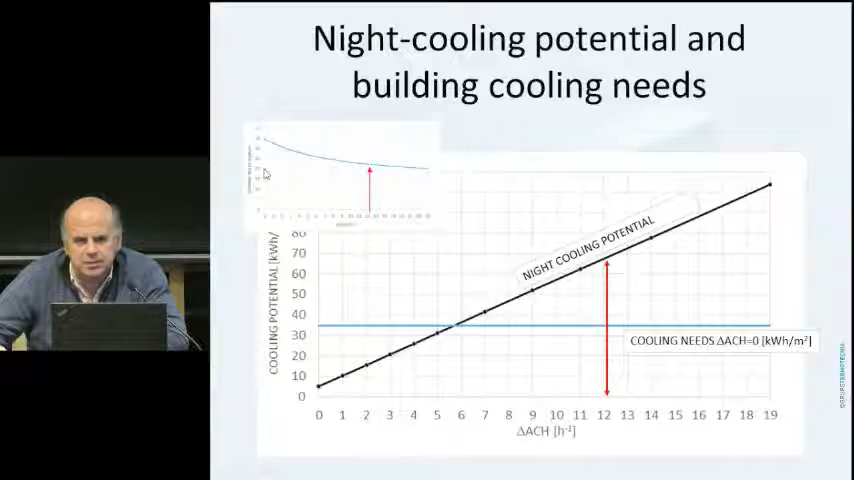 Night-cooling potential and
building cooling needs
80
70
60
50
40
30
20
10
0
COOLING POTENTIAL [kWh/
NIGHT COOLING POTENTIAL
COOLING NEEDS ΔACH=0 [kWh/m²]
0 1 2 3 4 5 6 7 8 9 10 11 12 13 14 15 16 17 18 19
ΔACH [h⁻¹]